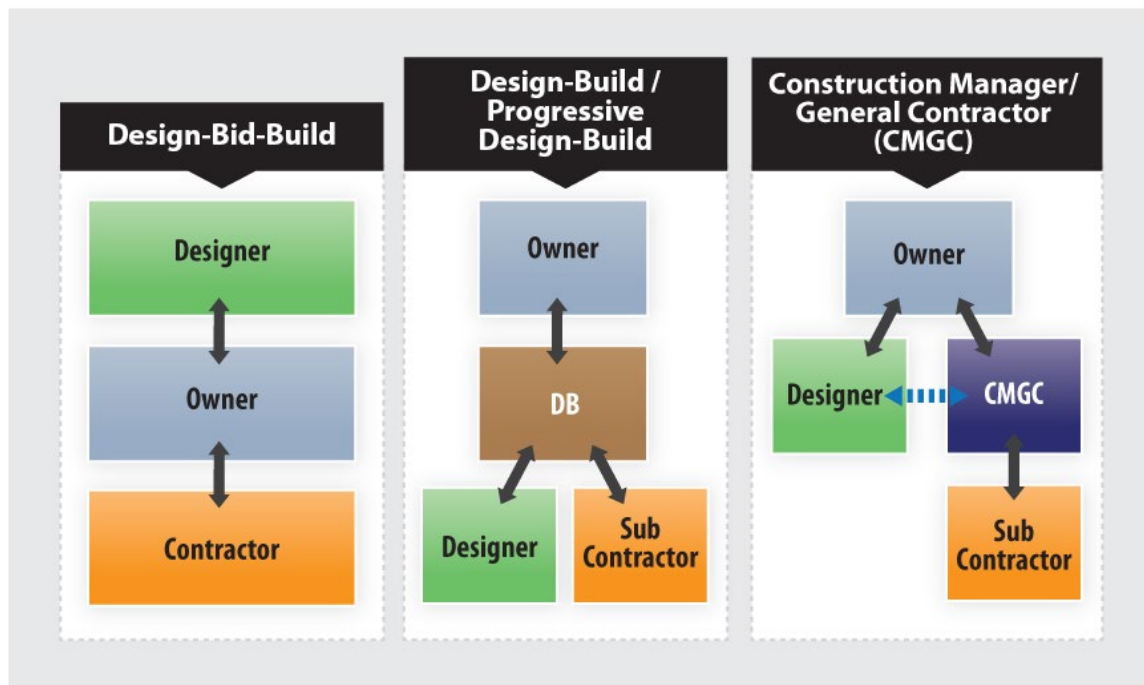 Design-Bid-Build
Designer
Owner
Contractor
Design-Build /
Progressive
Design-Build
Owner
DB
Designer
Sub
Contractor
Construction Manager/
General Contractor
(CMGC)
Owner
Designer
CMGC
Sub
Contractor